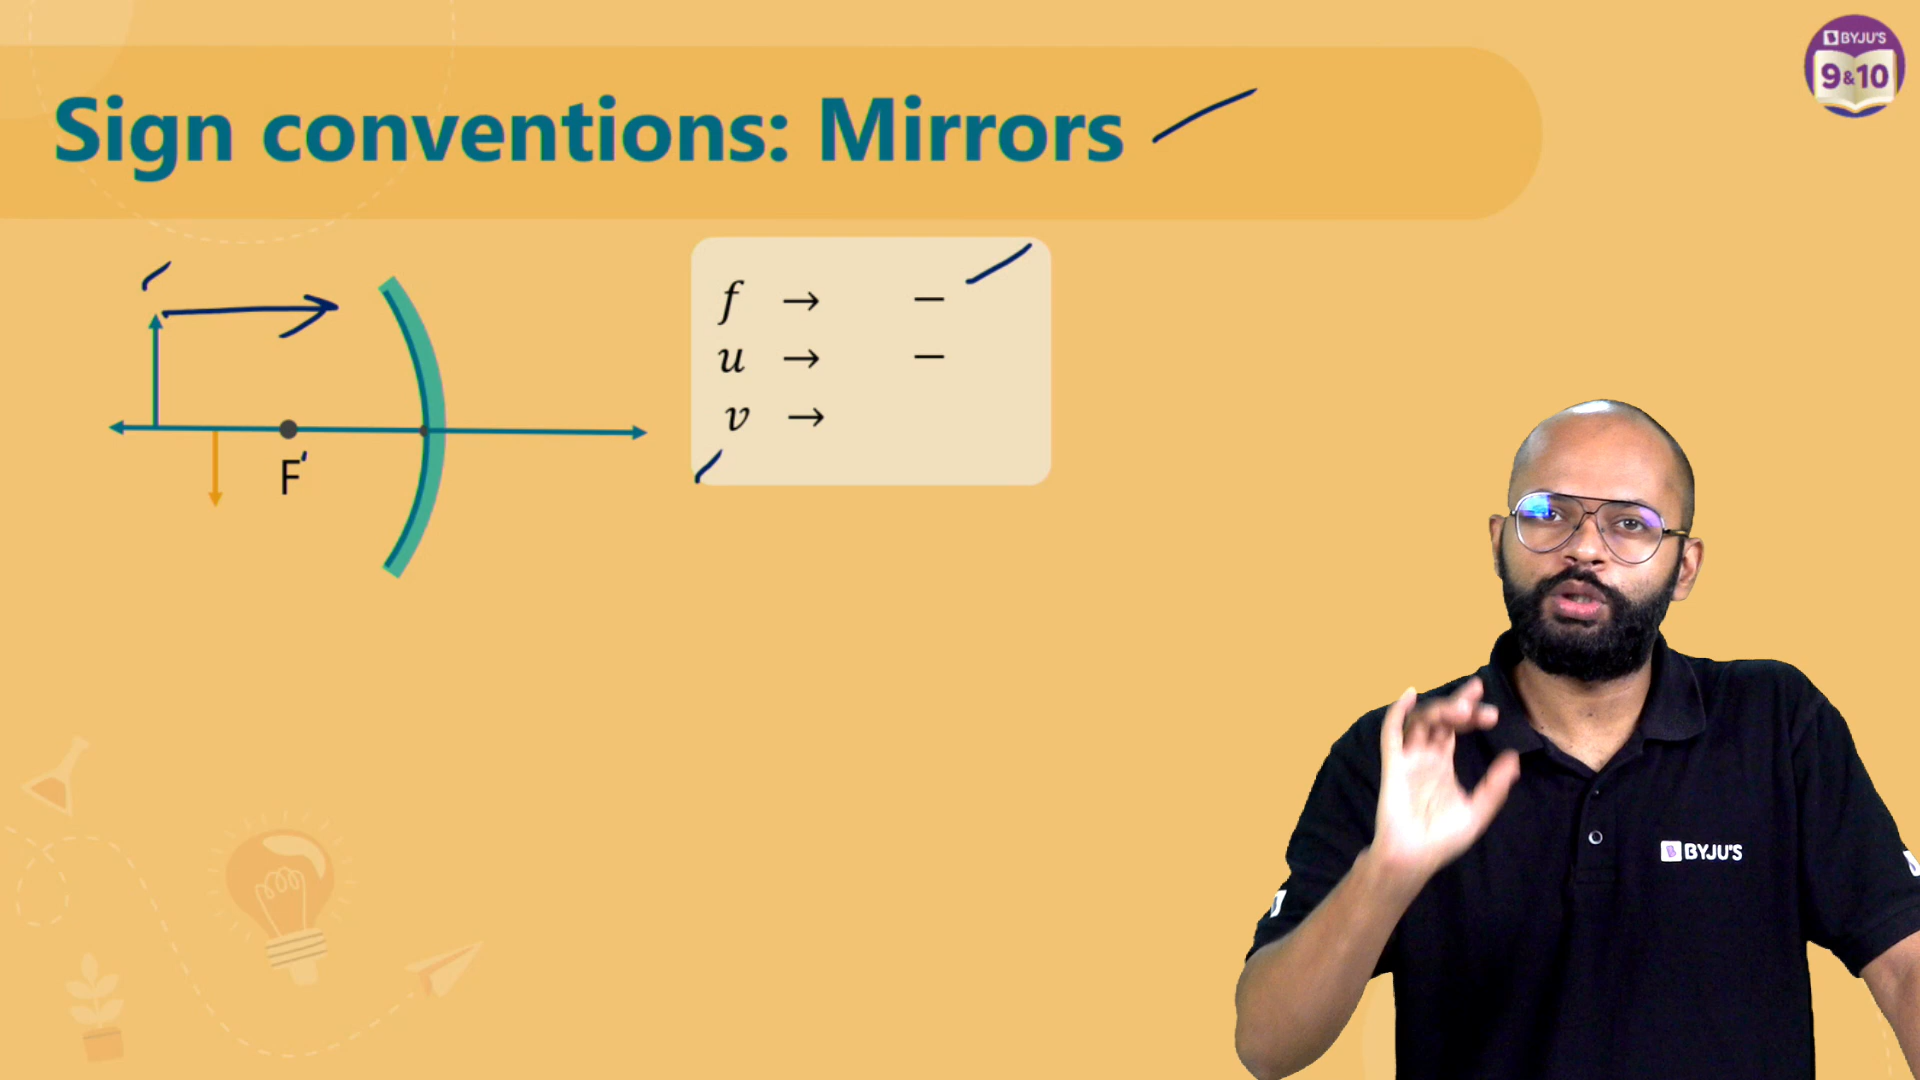 BYJU'S
9&10
Sign conventions: Mirrors
f → −
u → −
v →
F'
BYJU'S